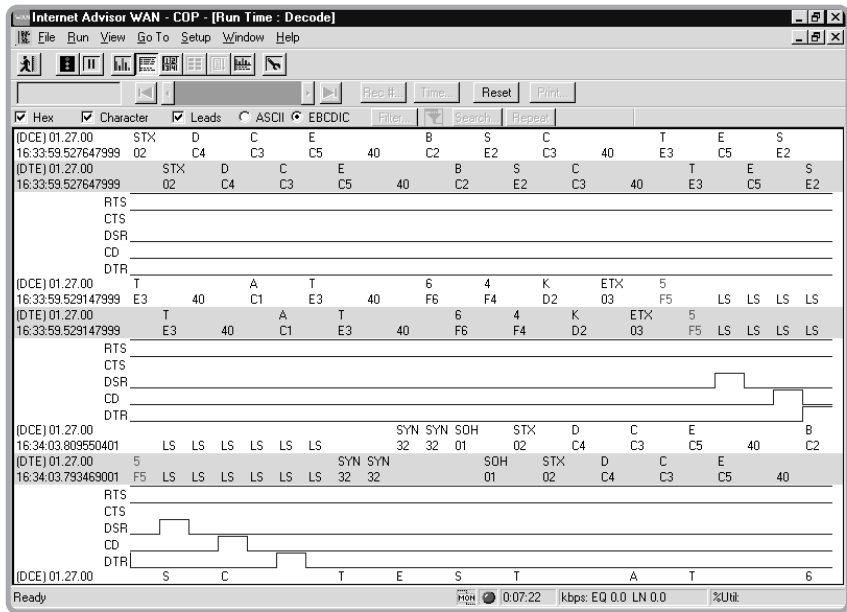 Internet Advisor WAN - COP - [Run Time : Decode]
File Run View Go To Setup Window Help
Rec #... Time... Reset Print...
Hex Character Leads ASCII EBCDIC Filter... Search... Repeat
(DCE) 01.27.00 STX D C E B S C T E S
16:33:59.527647999 02 C4 C3 C5 40 C2 E2 C3 40 E3 C5 E2
(DTE) 01.27.00 STX D C E B S C T E S
16:33:59.527647999 02 C4 C3 C5 40 C2 E2 C3 40 E3 C5 E2
RTS
CTS
DSR
CD
DTR
(DCE) 01.27.00 T A T 6 4 K ETX 5
16:33:59.529147999 E3 40 C1 E3 40 F6 F4 D2 03 F5 LS LS LS LS
(DTE) 01.27.00 T A T 6 4 K ETX 5
16:33:59.529147999 E3 40 C1 E3 40 F6 F4 D2 03 F5 LS LS LS LS
RTS
CTS
DSR
CD
DTR
(DCE) 01.27.00 SYN SYN SOH STX D C E B
16:34:03.809550401 LS LS LS LS LS LS 32 32 01 02 C4 C3 C5 40 C2
(DTE) 01.27.00 5 SYN SYN SOH STX D C E
16:34:03.793469001 F5 LS LS LS LS LS LS 32 32 01 02 C4 C3 C5 40
RTS
CTS
DSR
CD
DTR
(DCE) 01.27.00 S C T E S T A T 6
Ready MON 0:07:22 kbps: EQ 0.0 LN 0.0 %Util: